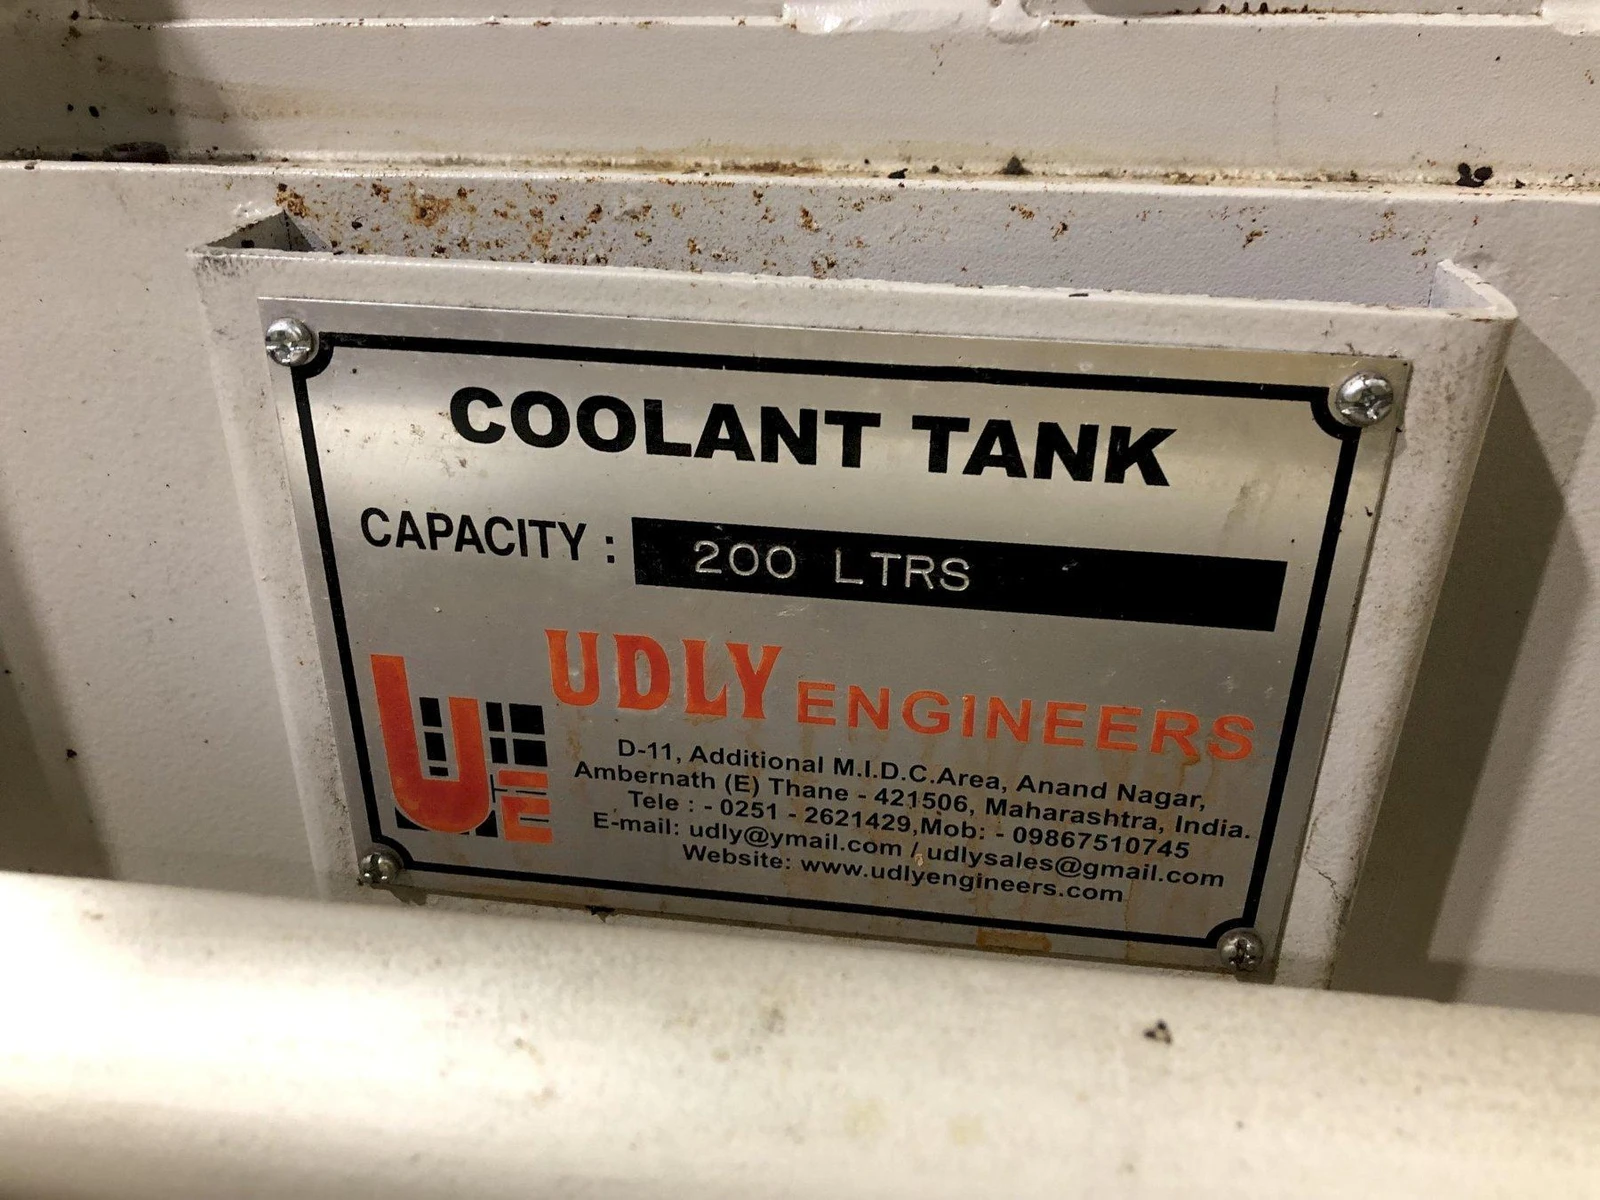 COOLANT TANK
CAPACITY : 200 LTRS
UE
UDLY ENGINEERS
D-11, Additional M.I.D.C.Area, Anand Nagar,
Ambernath (E) Thane - 421506, Maharashtra, India.
Tele : - 0251 - 2621429,Mob: - 09867510745
E-mail: udly@ymail.com / udlysales@gmail.com
Website: www.udlyengineers.com